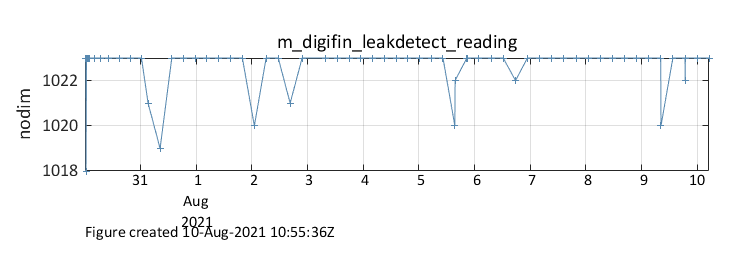 m_digifin_leakdetect_reading
nodim
1022
1020
1018
31 1 2 3 4 5 6 7 8 9 10
Aug
2021
Figure created 10-Aug-2021 10:55:36Z